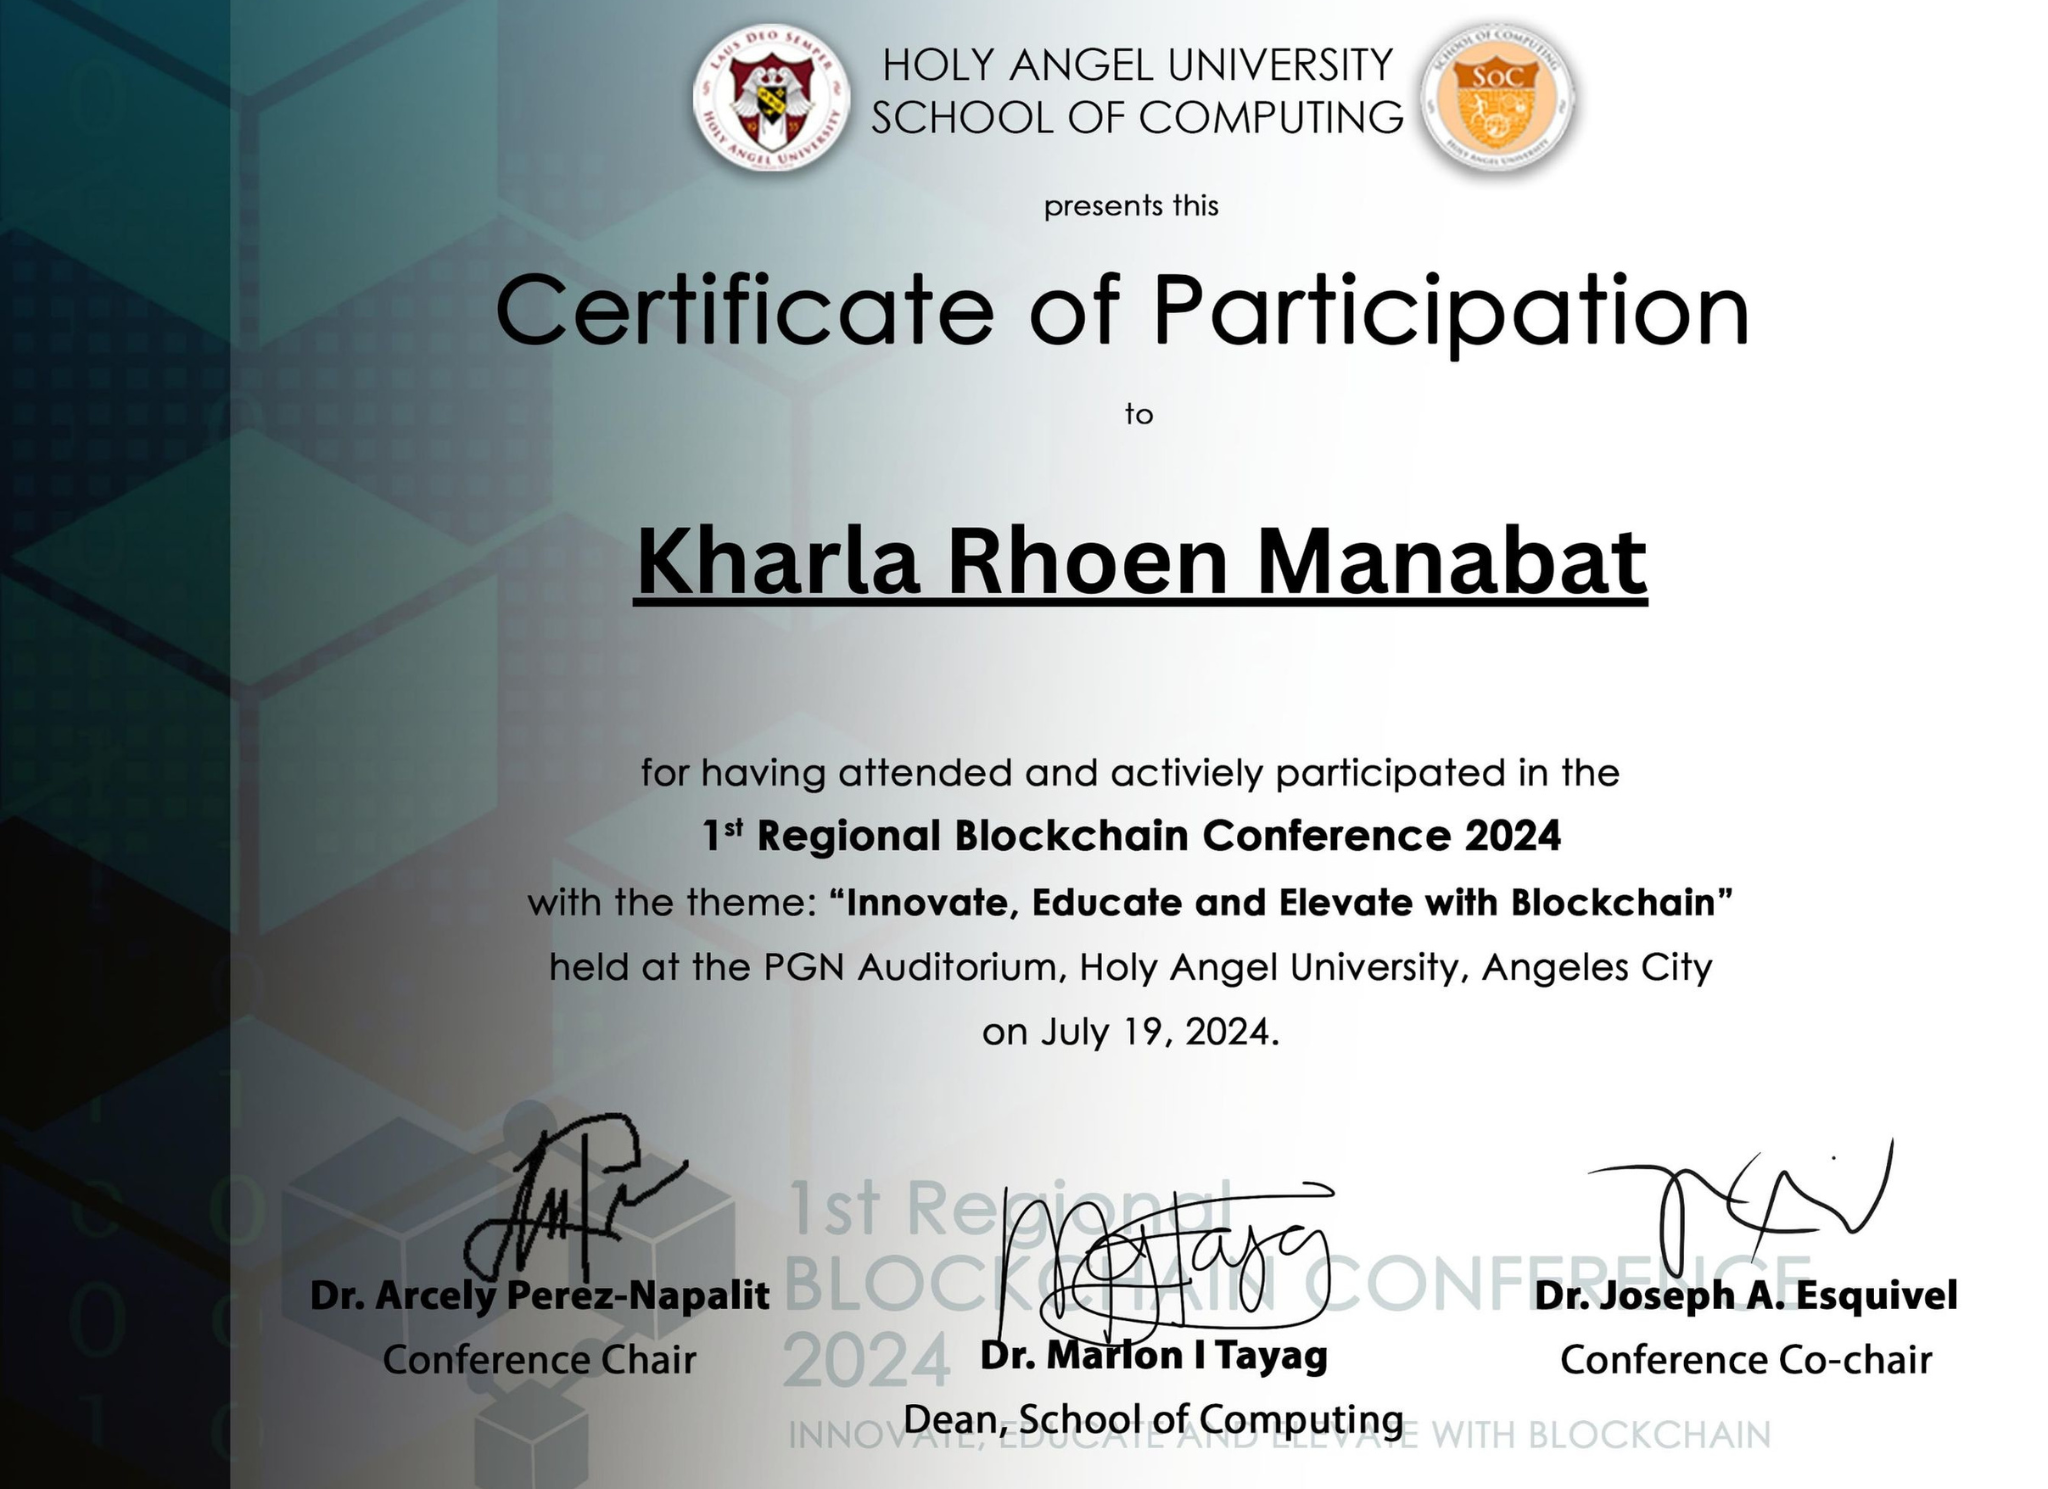 LAUS DEO SEMPER
HOLY ANGEL UNIVERSITY
1933
HOLY ANGEL UNIVERSITY
SCHOOL OF COMPUTING
SCHOOL OF COMPUTING
SoC
HOLY ANGEL UNIVERSITY
presents this
Certificate of Participation
to
Kharla Rhoen Manabat
for having attended and activiely participated in the
1st Regional Blockchain Conference 2024
with the theme: “Innovate, Educate and Elevate with Blockchain”
held at the PGN Auditorium, Holy Angel University, Angeles City
on July 19, 2024.
1st Regional
BLOCKCHAIN CONFERENCE
2024
INNOVATE, EDUCATE AND ELEVATE WITH BLOCKCHAIN
Dr. Arcely Perez-Napalit
Conference Chair
Dr. Marlon I Tayag
Dean, School of Computing
Dr. Joseph A. Esquivel
Conference Co-chair